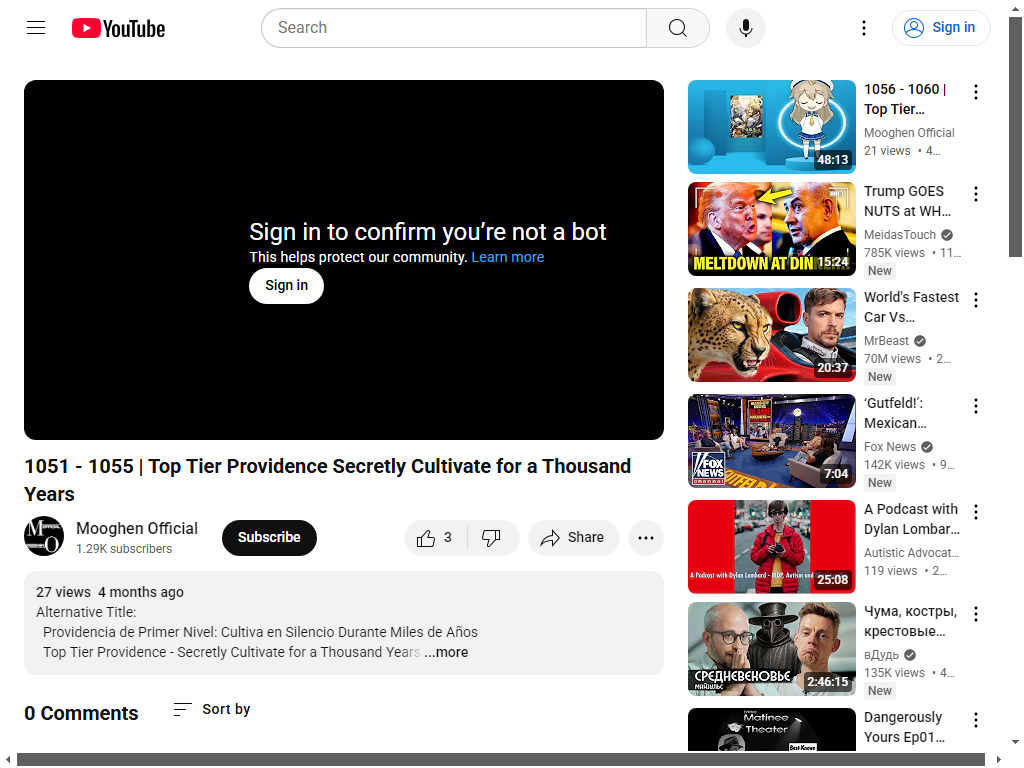 YouTube
Search
Sign in
Sign in to confirm you're not a bot
This helps protect our community. Learn more
Sign in
1051 - 1055 | Top Tier Providence Secretly Cultivate for a Thousand
Years
Mooghen Official
1.29K subscribers
Subscribe
3
Share
27 views 4 months ago
Alternative Title:
Providencia de Primer Nivel: Cultiva en Silencio Durante Miles de Años
Top Tier Providence - Secretly Cultivate for a Thousand Years ...more
0 Comments
Sort by
48:13
1056 - 1060 |
Top Tier...
Mooghen Official
21 views • 4...
MELTDOWN AT DIN
15:24
Trump GOES
NUTS at WH...
MeidasTouch
785K views • 11...
New
20:37
World's Fastest
Car Vs...
MrBeast
70M views • 2...
New
FOX
NEWS
channel
7:04
‘Gutfeld!’:
Mexican...
Fox News
142K views • 9...
New
A Podcast with Dylan Lombard - MDP, Autism and
25:08
A Podcast with
Dylan Lombar...
Autistic Advocat...
119 views • 2...
СРЕДНЕВЕКОВЬЕ
МАЙУЛЬС
2:46:15
Чума, костры,
крестовые...
вДудь
135K views • 4...
New
Matinee
Theater
Best-Known
Dangerously
Yours Ep01...